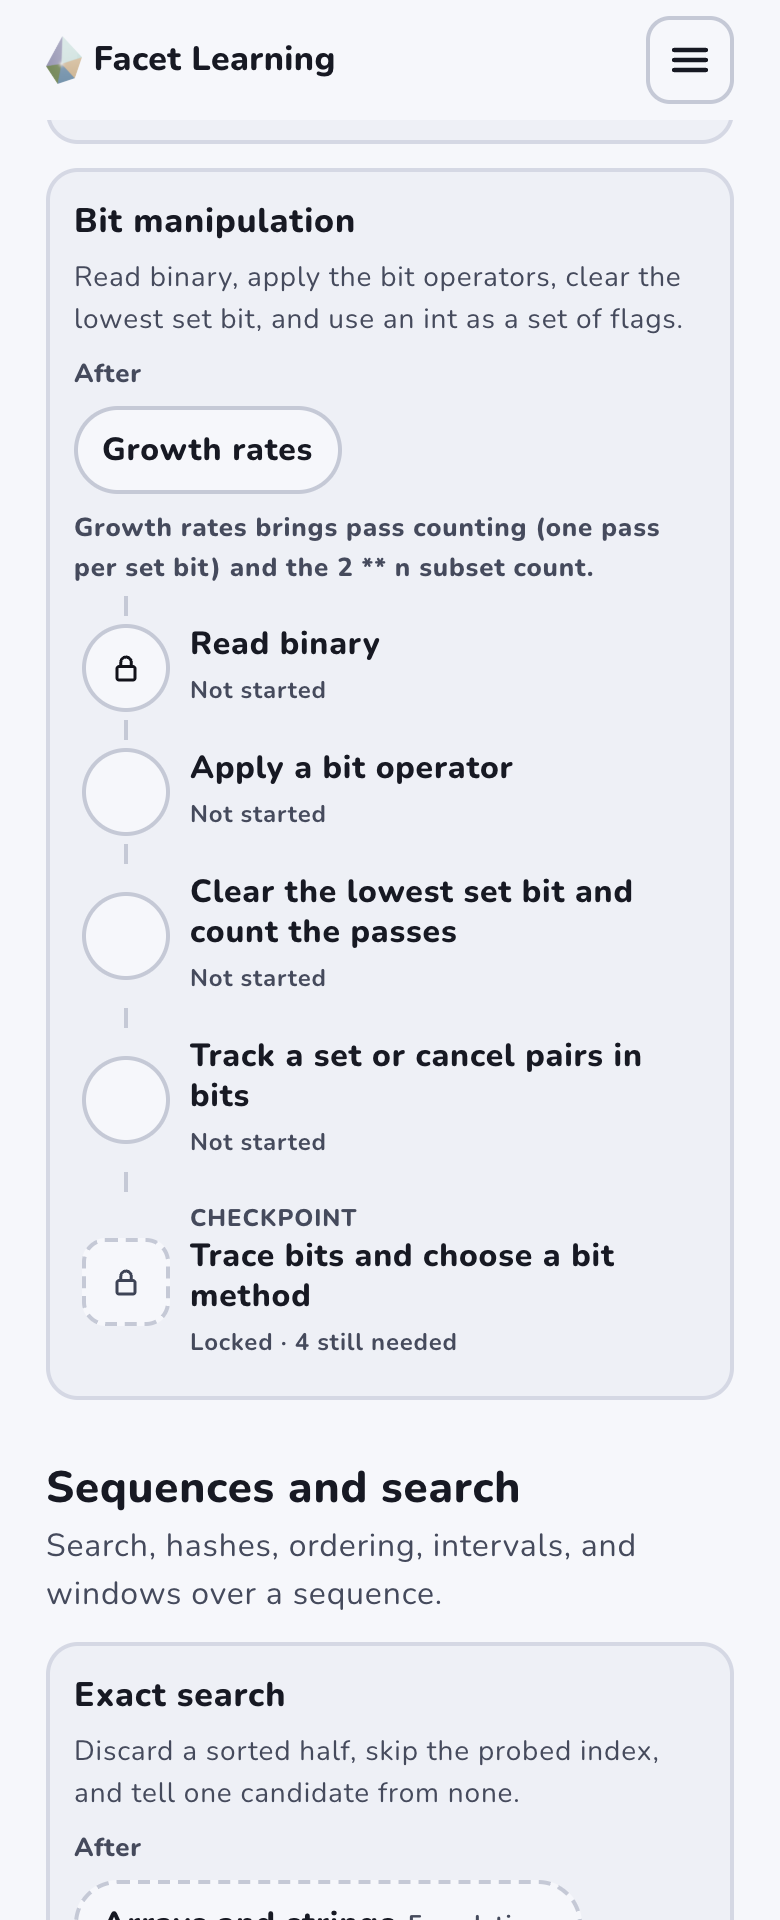 Facet Learning
Bit manipulation
Read binary, apply the bit operators, clear the
lowest set bit, and use an int as a set of flags.
After
Growth rates
Growth rates brings pass counting (one pass
per set bit) and the 2 ** n subset count.
Read binary
Not started
Apply a bit operator
Not started
Clear the lowest set bit and
count the passes
Not started
Track a set or cancel pairs in
bits
Not started
CHECKPOINT
Trace bits and choose a bit
method
Locked · 4 still needed
Sequences and search
Search, hashes, ordering, intervals, and
windows over a sequence.
Exact search
Discard a sorted half, skip the probed index,
and tell one candidate from none.
After
Arrays and strings